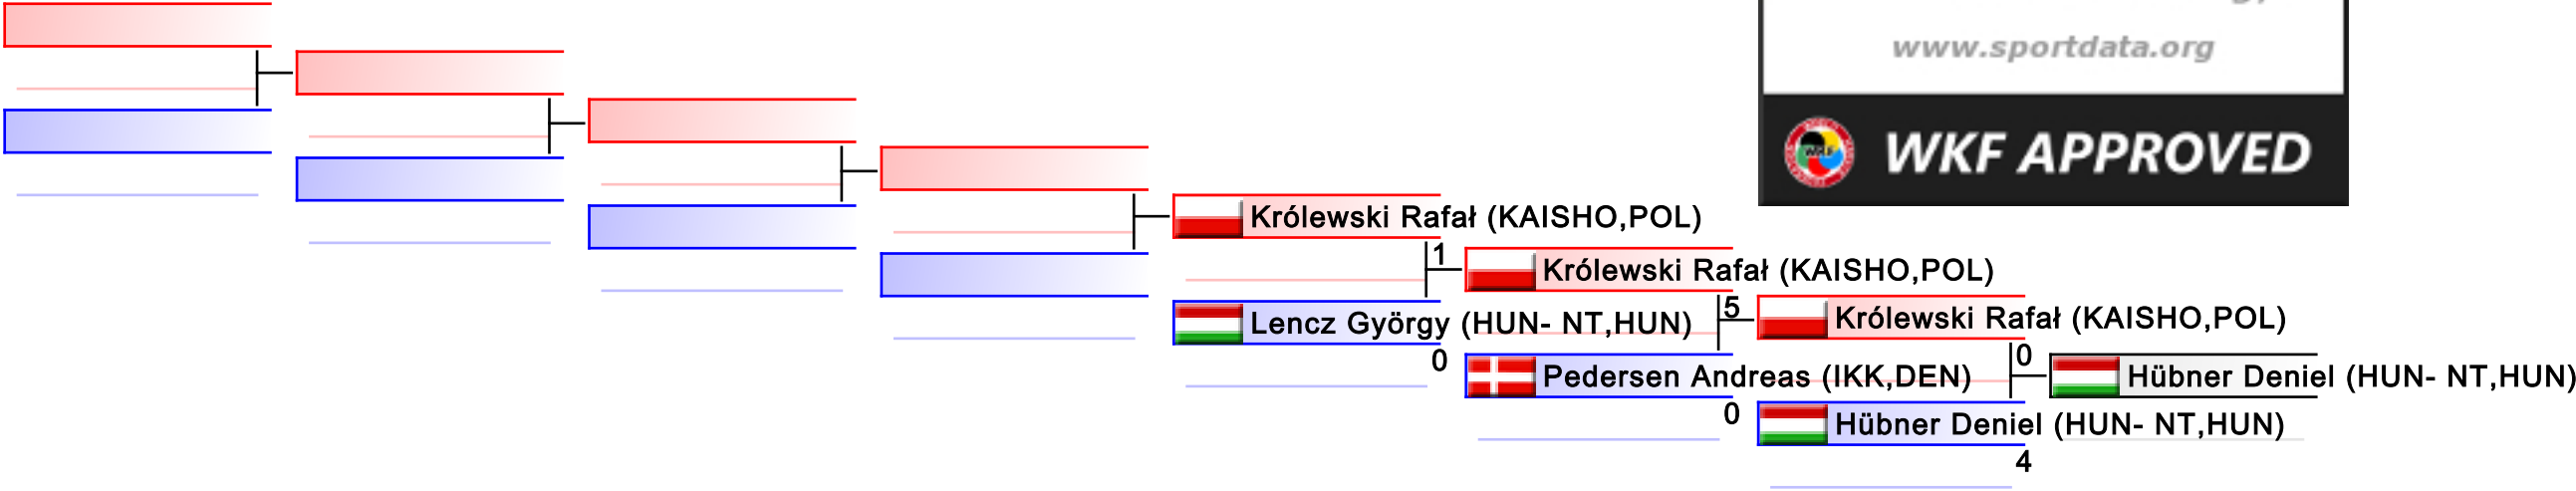 www.sportdata.org
WKF APPROVED
Królewski Rafał (KAISHO,POL)
1
Królewski Rafał (KAISHO,POL)
Lencz György (HUN- NT,HUN)
0
5
Królewski Rafał (KAISHO,POL)
Pedersen Andreas (IKK,DEN)
0
0
Hübner Deniel (HUN- NT,HUN)
Hübner Deniel (HUN- NT,HUN)
4